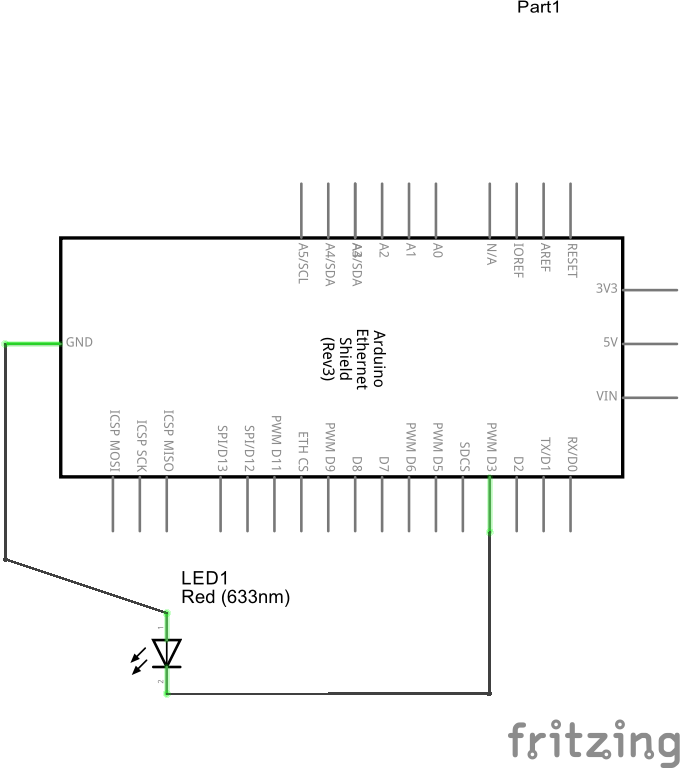 Part1
A5/SCL
A4/SDA
A2
A1
A0
N/A
IOREF
AREF
RESET
3V3
5V
VIN
GND
Arduino
Ethernet
Shield
(Rev3)
ICSP MOSI
ICSP SCK
ICSP MISO
SPI/D13
SPI/D12
PWM D11
ETH CS
PWM D9
D8
D7
PWM D6
PWM D5
SDCS
PWM D3
D2
TX/D1
RX/D0
LED1
Red (633nm)
1
2
fritzing